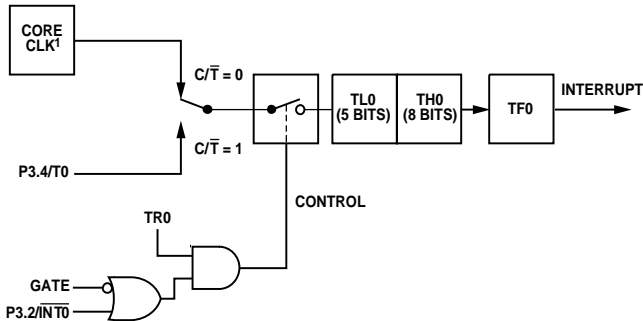 CORE
CLK¹
C/T̅ = 0
TL0
(5 BITS)
TH0
(8 BITS)
TF0
INTERRUPT
C/T̅ = 1
P3.4/T0
CONTROL
TR0
GATE
P3.2/I̅N̅T̅0̅